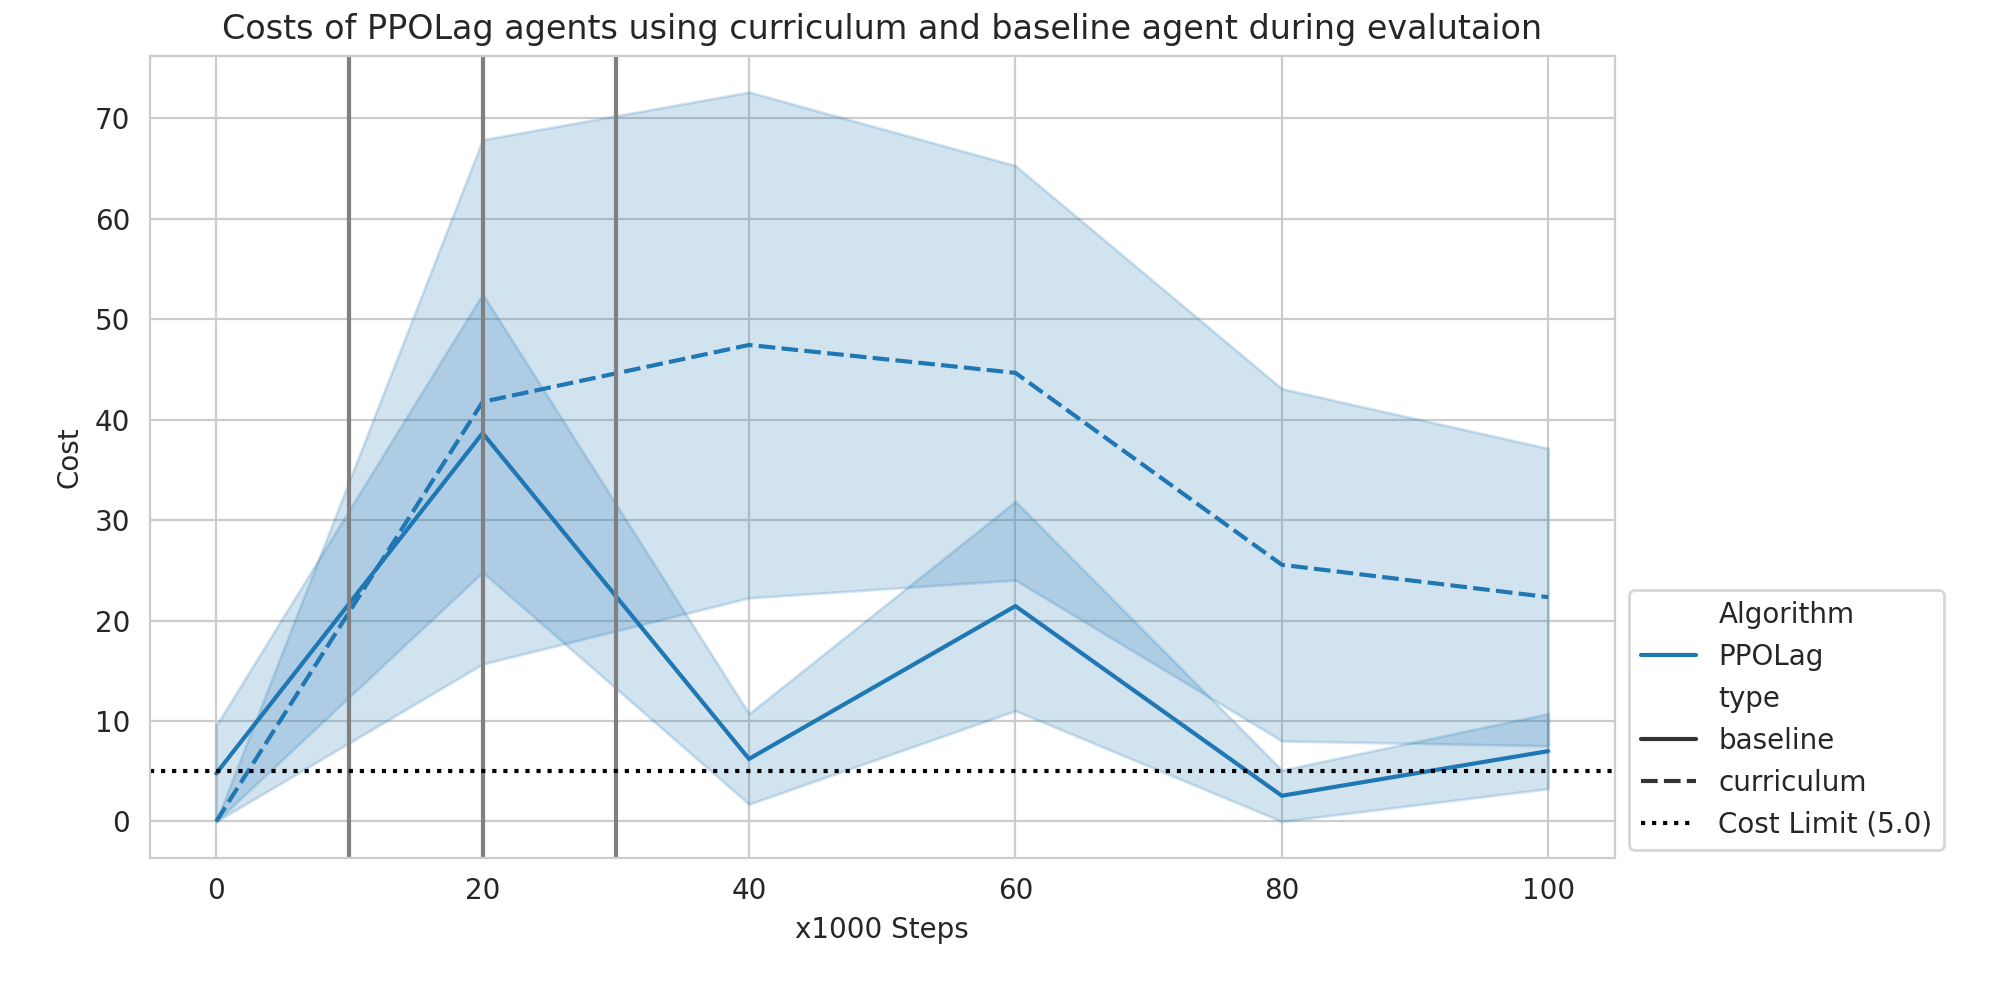 Costs of PPOLag agents using curriculum and baseline agent during evalutaion
70
60
50
40
30
20
10
0
Cost
0 20 40 60 80 100
x1000 Steps
Algorithm
PPOLag
type
baseline
curriculum
Cost Limit (5.0)